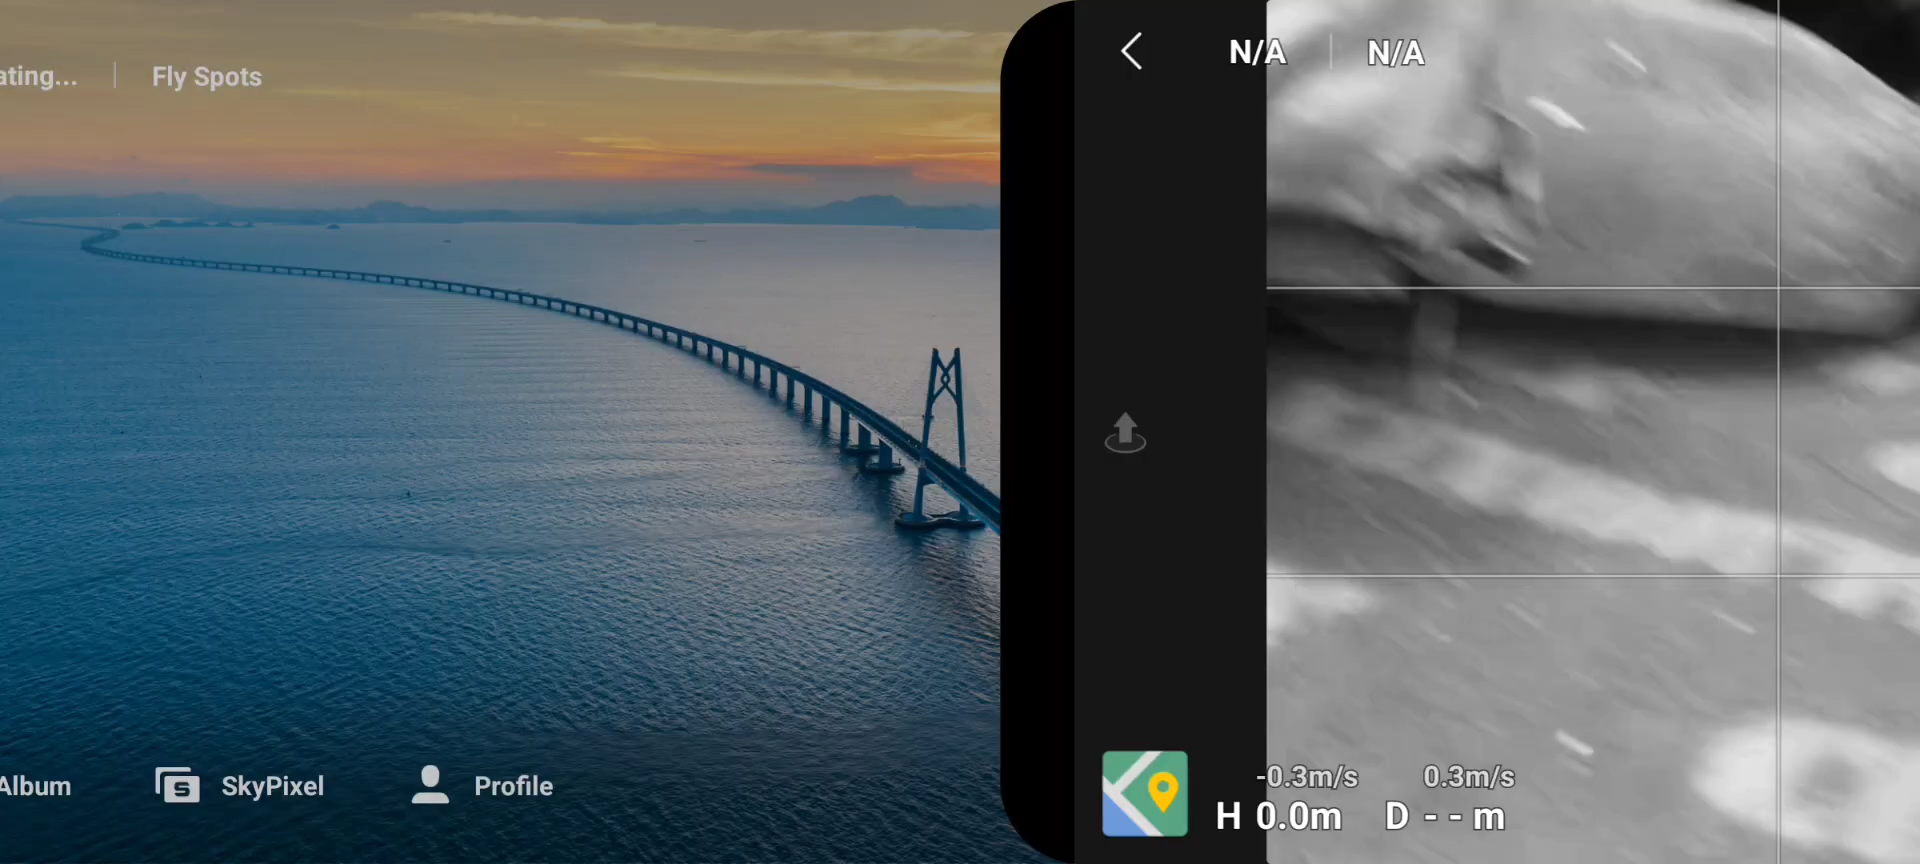 ating... | Fly Spots
N/A | N/A
Album
SkyPixel
Profile
-0.3m/s 0.3m/s
H 0.0m D - - m